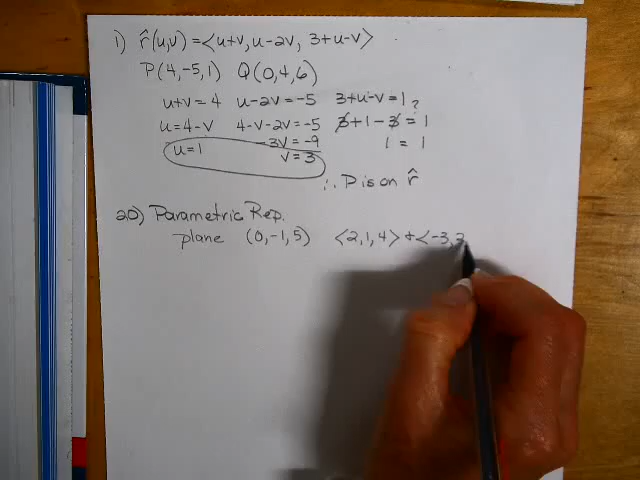 1) r̂(u,v) = <u+v, u-2v, 3+u-v>
P(4,-5,1) Q(0,4,6)
u+v=4 u-2v=-5 3+u-v=1?
u=4-v 4-v-2v=-5 3+1-3=1
-3v=-9 1=1
u=1 v=3
∴ P is on r̂
20) Parametric Rep.
plane (0,-1,5) <2,1,4> + <-3,2